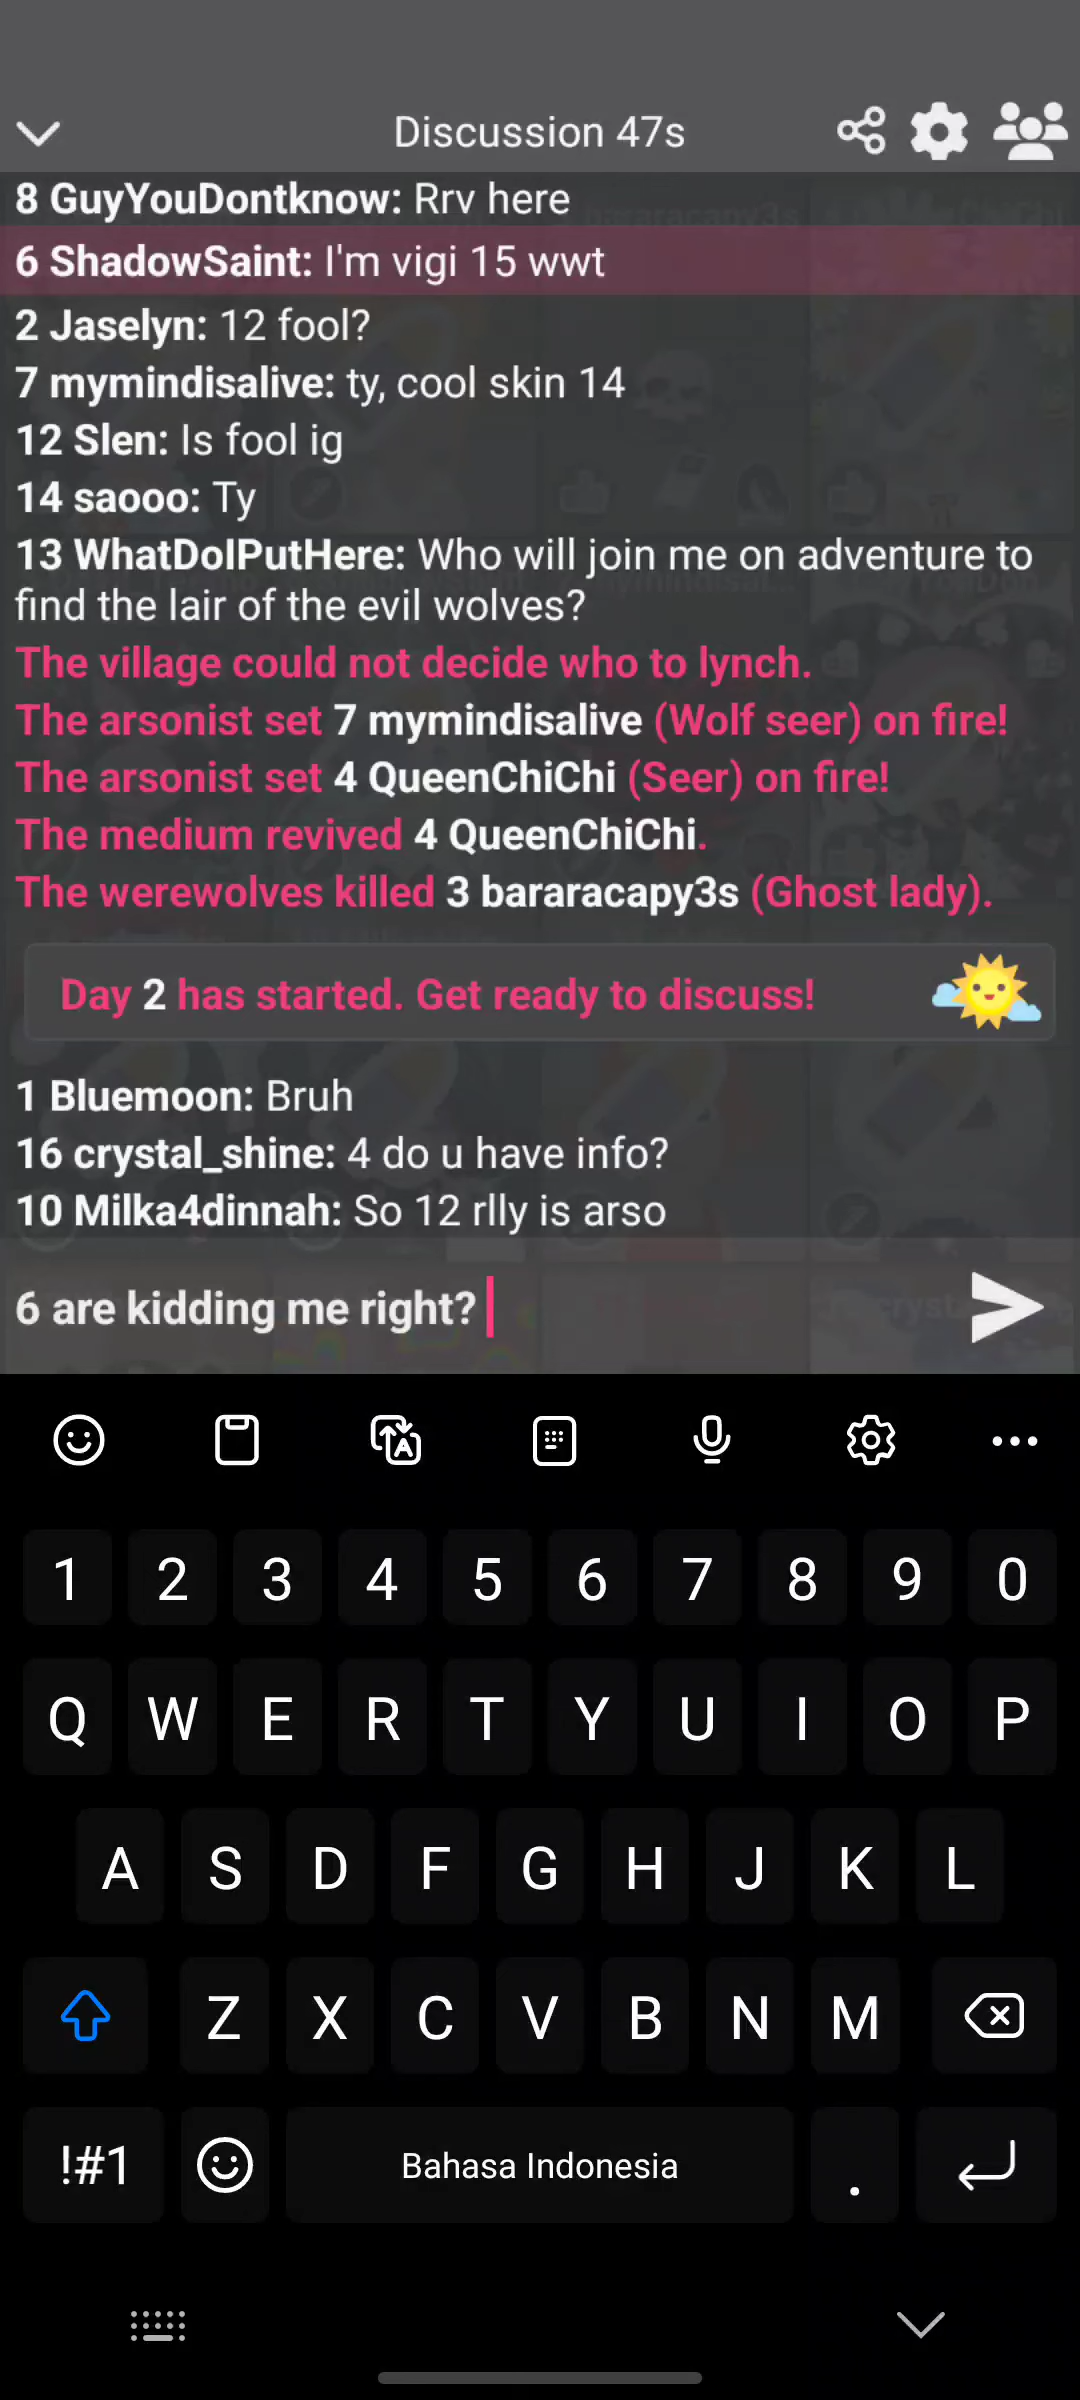 Discussion 47s
8 GuyYouDontknow: Rrv here
6 ShadowSaint: I'm vigi 15 wwt
2 Jaselyn: 12 fool?
7 mymindisalive: ty, cool skin 14
12 Slen: Is fool ig
14 saooo: Ty
13 WhatDoIPutHere: Who will join me on adventure to
find the lair of the evil wolves?
The village could not decide who to lynch.
The arsonist set 7 mymindisalive (Wolf seer) on fire!
The arsonist set 4 QueenChiChi (Seer) on fire!
The medium revived 4 QueenChiChi.
The werewolves killed 3 bararacapy3s (Ghost lady).
Day 2 has started. Get ready to discuss!
1 Bluemoon: Bruh
16 crystal_shine: 4 do u have info?
10 Milka4dinnah: So 12 rlly is arso
6 are kidding me right?
1 2 3 4 5 6 7 8 9 0
Q W E R T Y U I O P
A S D F G H J K L
Z X C V B N M
!#1 Bahasa Indonesia .